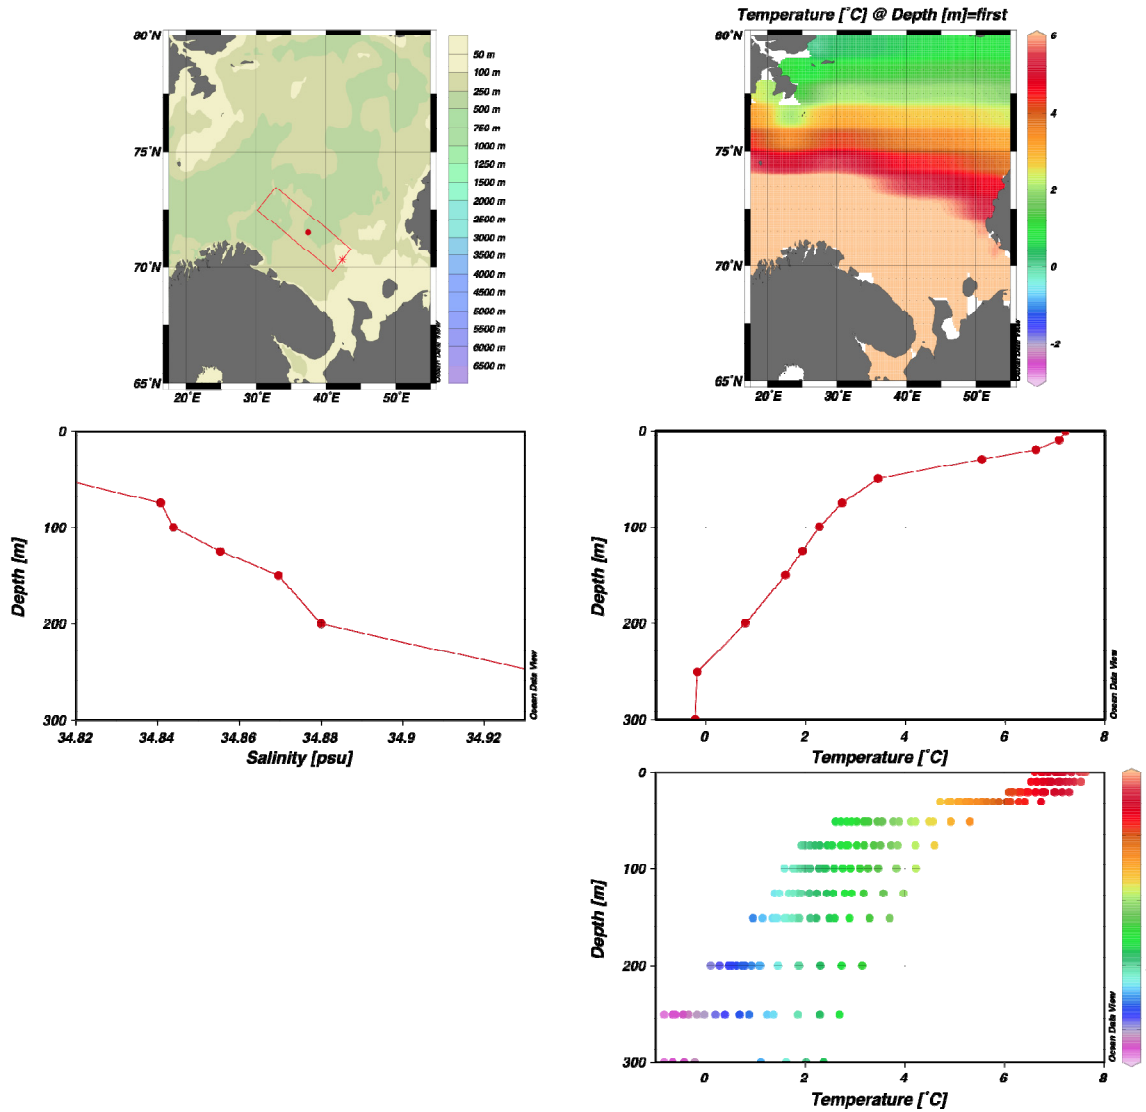 Temperature [˚C] @ Depth [m]=first
80˚N
75˚N
70˚N
65˚N
20˚E
30˚E
40˚E
50˚E
Ocean Data View
50 m
100 m
250 m
500 m
750 m
1000 m
1250 m
1500 m
2000 m
2500 m
3000 m
3500 m
4000 m
4500 m
5000 m
5500 m
6000 m
6500 m
80˚N
75˚N
70˚N
65˚N
20˚E
30˚E
40˚E
50˚E
Ocean Data View
6
4
2
0
-2
0
100
200
300
Depth [m]
34.82
34.84
34.86
34.88
34.9
34.92
Salinity [psu]
Ocean Data View
0
100
200
300
Depth [m]
0
2
4
6
8
Temperature [˚C]
Ocean Data View
0
100
200
300
Depth [m]
0
2
4
6
8
Temperature [˚C]
Ocean Data View